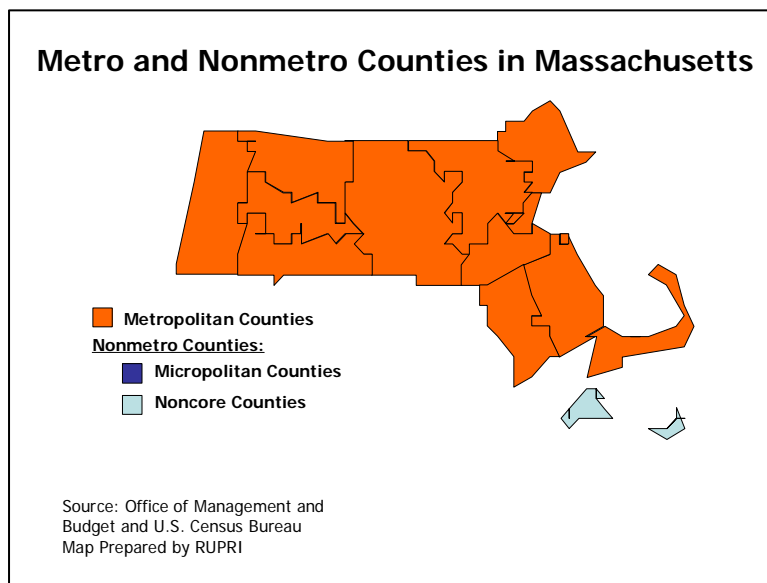 Metro and Nonmetro Counties in Massachusetts
Metropolitan Counties
Nonmetro Counties:
Micropolitan Counties
Noncore Counties
Source: Office of Management and
Budget and U.S. Census Bureau
Map Prepared by RUPRI